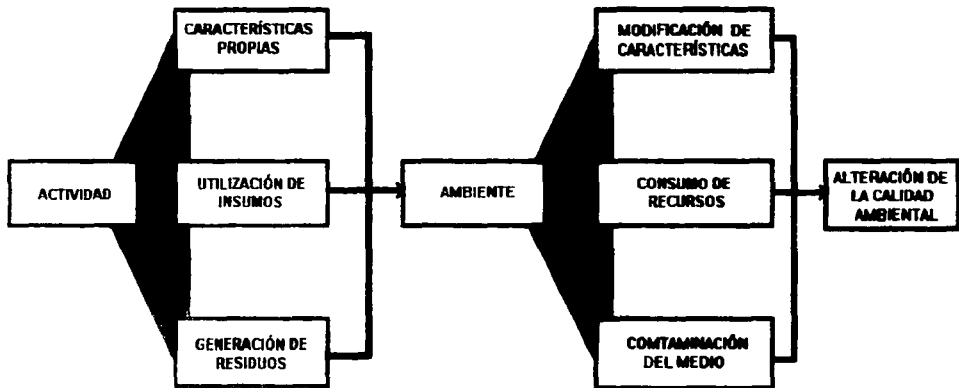 CARACTERÍSTICAS
PROPIAS
MODIFICACIÓN DE
CARACTERÍSTICAS
ACTIVIDAD
UTILIZACIÓN DE
INSUMOS
AMBIENTE
CONSUMO DE
RECURSOS
ALTERACIÓN DE
LA CALIDAD
AMBIENTAL
GENERACIÓN DE
RESIDUOS
COMTAMINACIÓN
DEL MEDIO